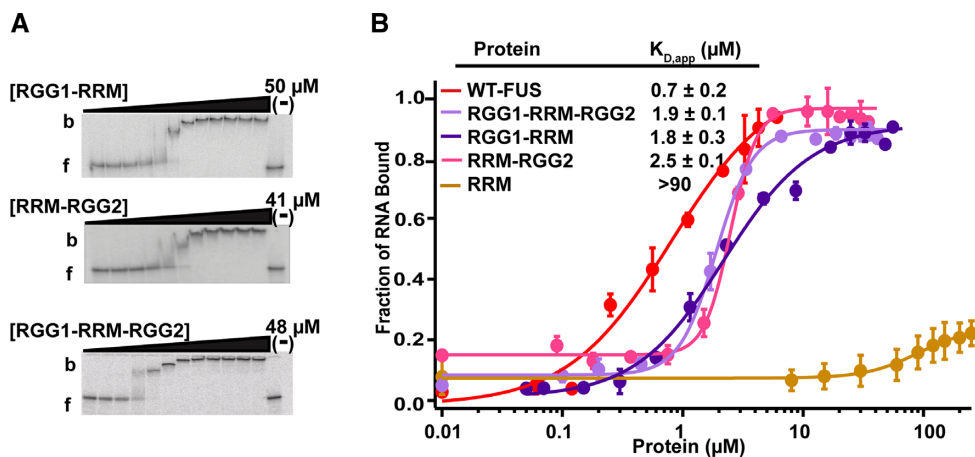 A
[RGG1-RRM]
50 µM
(-)
b
f
[RRM-RGG2]
41 µM
(-)
b
f
[RGG1-RRM-RGG2]
48 µM
(-)
b
f
B
Protein K_D,app (µM)
WT-FUS 0.7 ± 0.2
RGG1-RRM-RGG2 1.9 ± 0.1
RGG1-RRM 1.8 ± 0.3
RRM-RGG2 2.5 ± 0.1
RRM >90
Fraction of RNA Bound
1.0
0.8
0.6
0.4
0.2
0.0
0.01 0.1 1 10 100
Protein (µM)